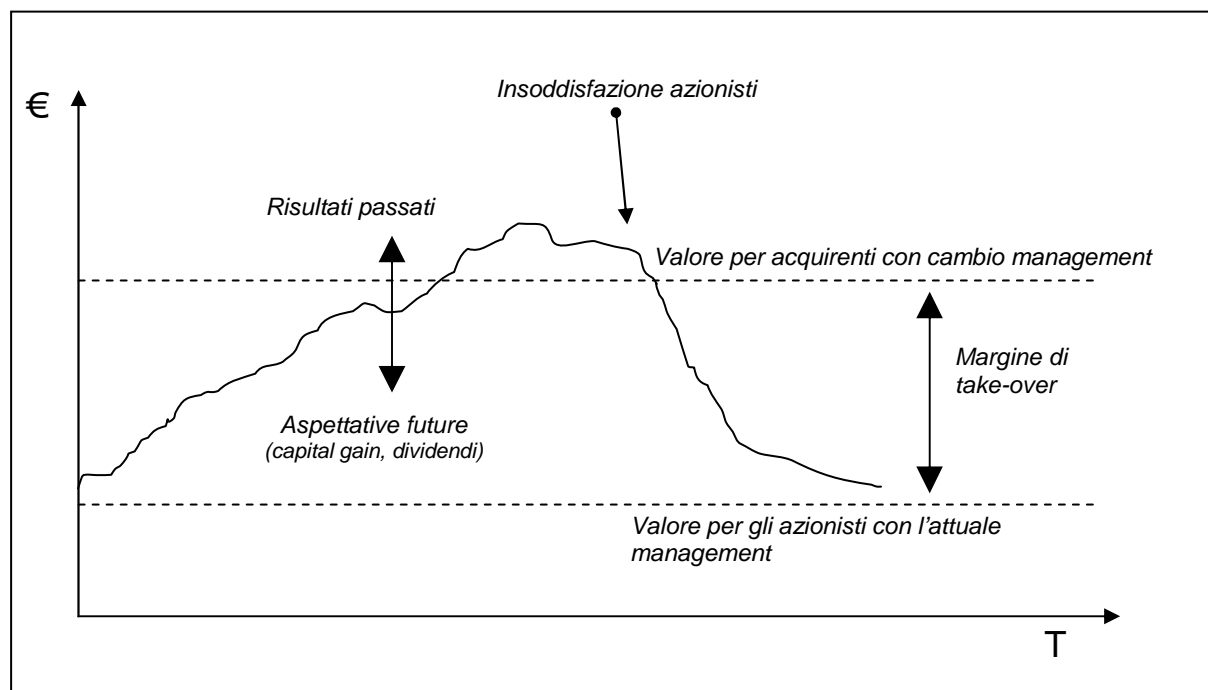 Insoddisfazione azionisti
€
Risultati passati
Valore per acquirenti con cambio management
Margine di
take-over
Aspettative future
(capital gain, dividendi)
Valore per gli azionisti con l'attuale
management
T